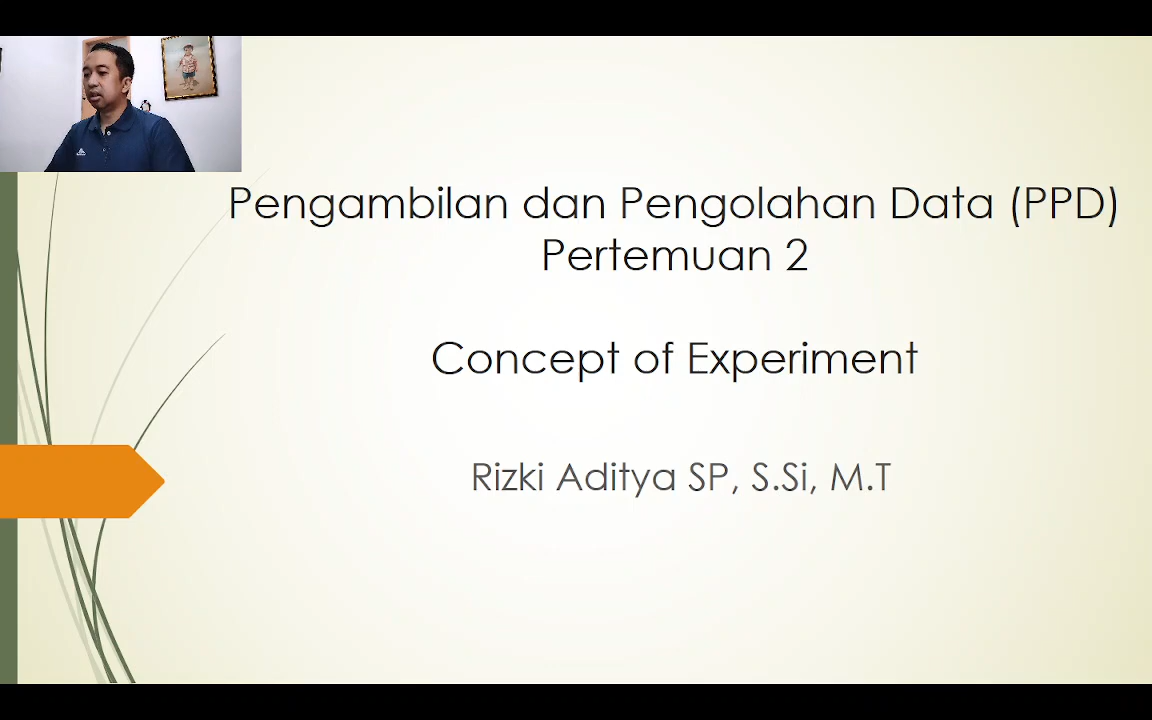 Pengambilan dan Pengolahan Data (PPD)
Pertemuan 2
Concept of Experiment
Rizki Aditya SP, S.Si, M.T